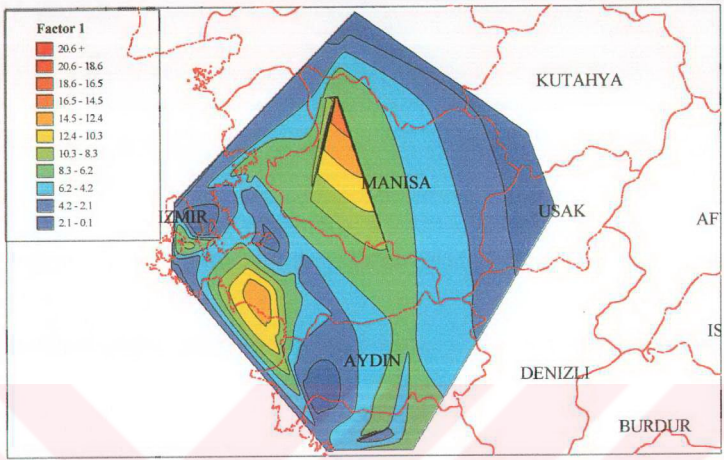 Factor 1
20.6 +
20.6 - 18.6
18.6 - 16.5
16.5 - 14.5
14.5 - 12.4
12.4 - 10.3
10.3 - 8.3
8.3 - 6.2
6.2 - 4.2
4.2 - 2.1
2.1 - 0.1
KUTAHYA
MANISA
IZMIR
USAK
AF
IS
AYDIN
DENIZLI
BURDUR